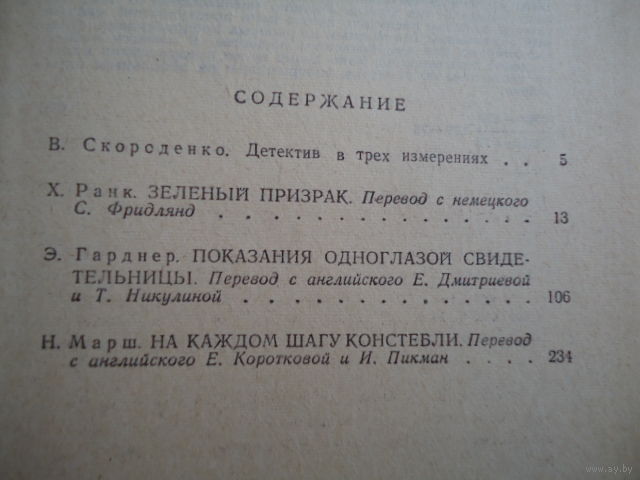 СОДЕРЖАНИЕ
В. Скороденко. Детектив в трех измерениях . . 5
Х. Ранк. ЗЕЛЕНЫЙ ПРИЗРАК. Перевод с немецкого
С. Фридлянд . . . . . . . . . . . . . 13
Э. Гарднер. ПОКАЗАНИЯ ОДНОГЛАЗОЙ СВИДЕ-
ТЕЛЬНИЦЫ. Перевод с английского Е. Дмитриевой
и Т. Никулиной . . . . . . . . . . . . 106
Н. Марш. НА КАЖДОМ ШАГУ КОНСТЕБЛИ. Перевод
с английского Е. Коротковой и И. Пикман . . . . 234
www.ay.by